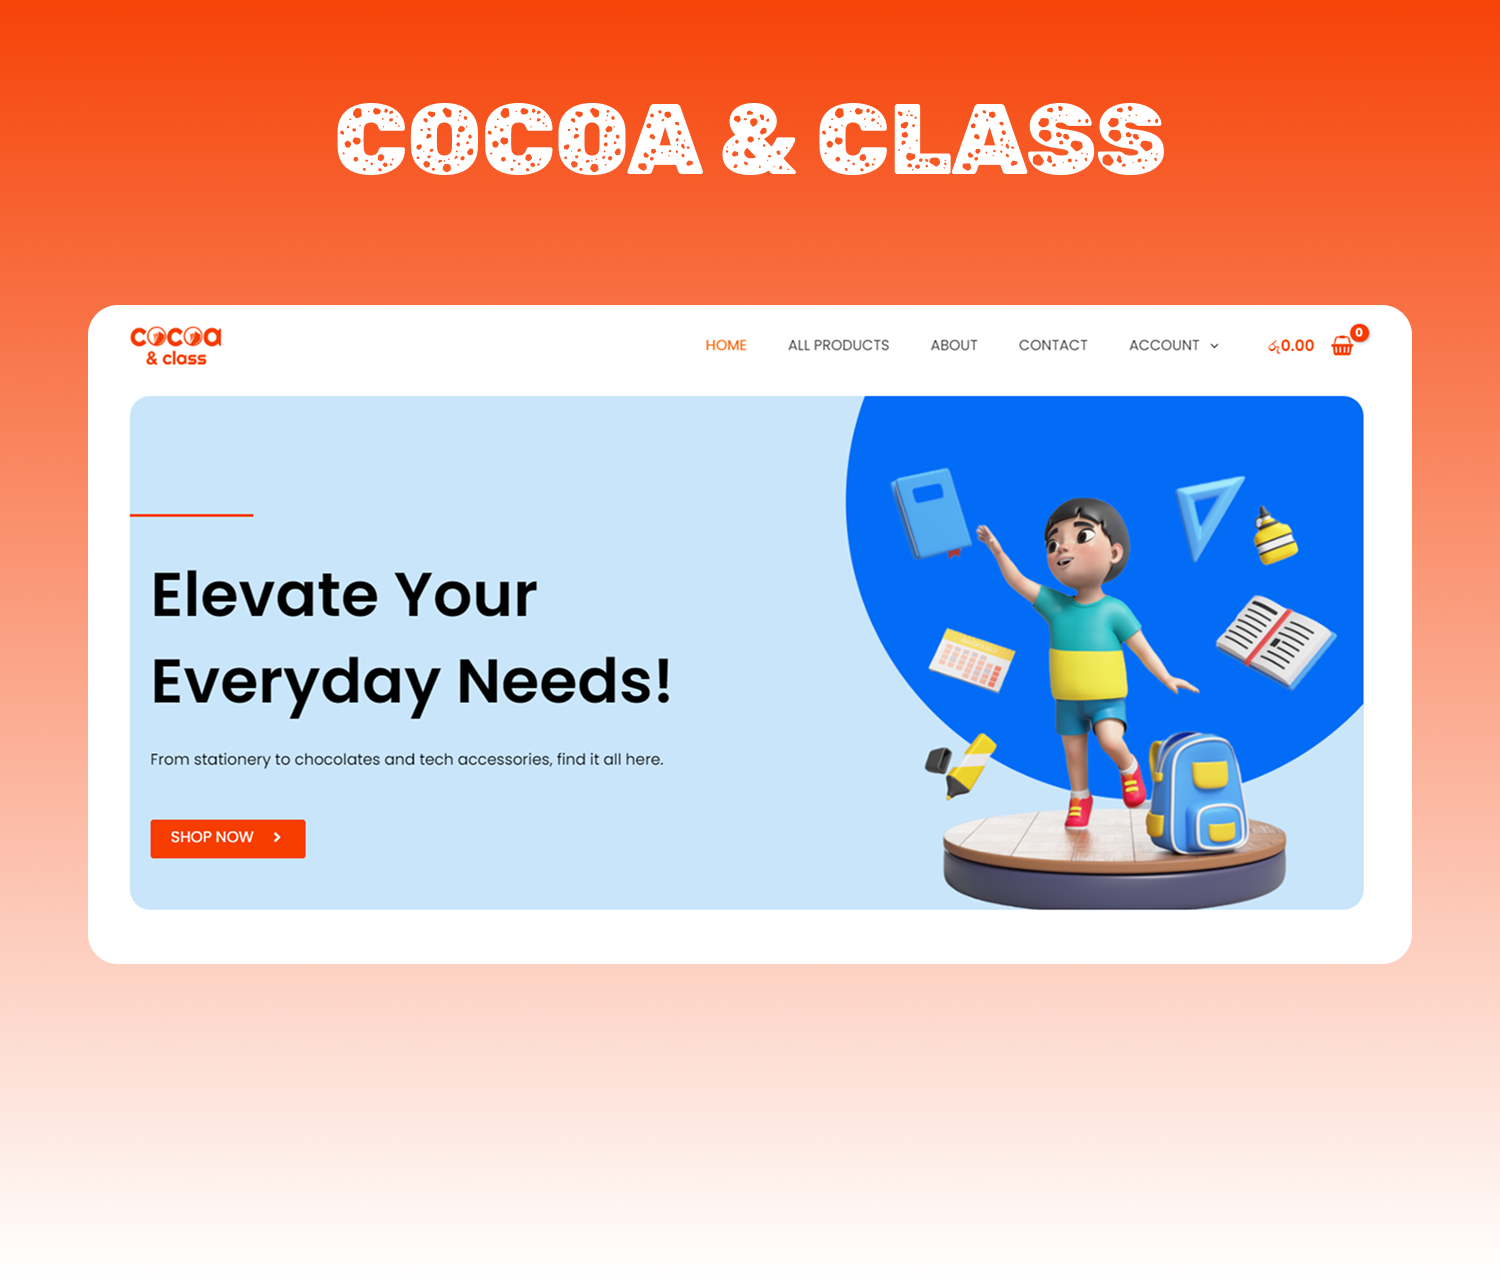 COCOA & CLASS
cocoa
& class
HOME ALL PRODUCTS ABOUT CONTACT ACCOUNT රු0.00 0
Elevate Your
Everyday Needs!
From stationery to chocolates and tech accessories, find it all here.
SHOP NOW